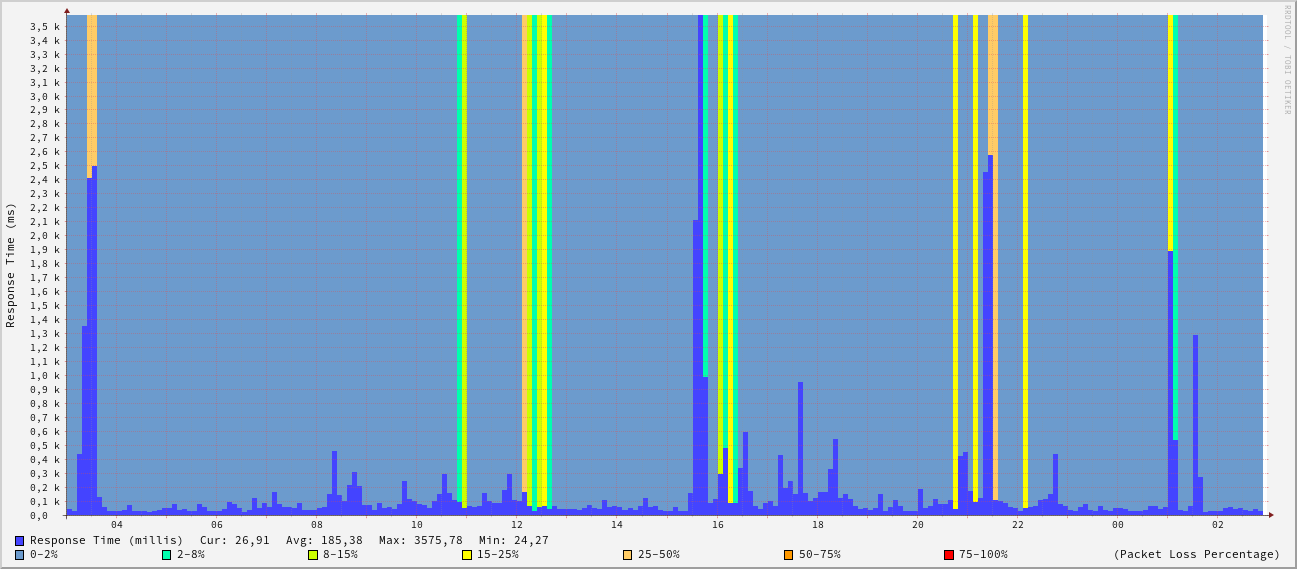 RRDTOOL / TOBI OETIKER
Response Time (ms)
3,5 k
3,4 k
3,3 k
3,2 k
3,1 k
3,0 k
2,9 k
2,8 k
2,7 k
2,6 k
2,5 k
2,4 k
2,3 k
2,2 k
2,1 k
2,0 k
1,9 k
1,8 k
1,7 k
1,6 k
1,5 k
1,4 k
1,3 k
1,2 k
1,1 k
1,0 k
0,9 k
0,8 k
0,7 k
0,6 k
0,5 k
0,4 k
0,3 k
0,2 k
0,1 k
0,0
04 06 08 10 12 14 16 18 20 22 00 02
Response Time (millis) Cur: 26,91 Avg: 185,38 Max: 3575,78 Min: 24,27
0-2% 2-8% 8-15% 15-25% 25-50% 50-75% 75-100% (Packet Loss Percentage)